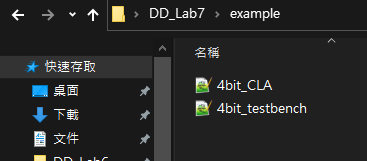 DD_Lab7 > example
名稱
快速存取
桌面
4bit_CLA
下載
4bit_testbench
文件
DD_Lab6